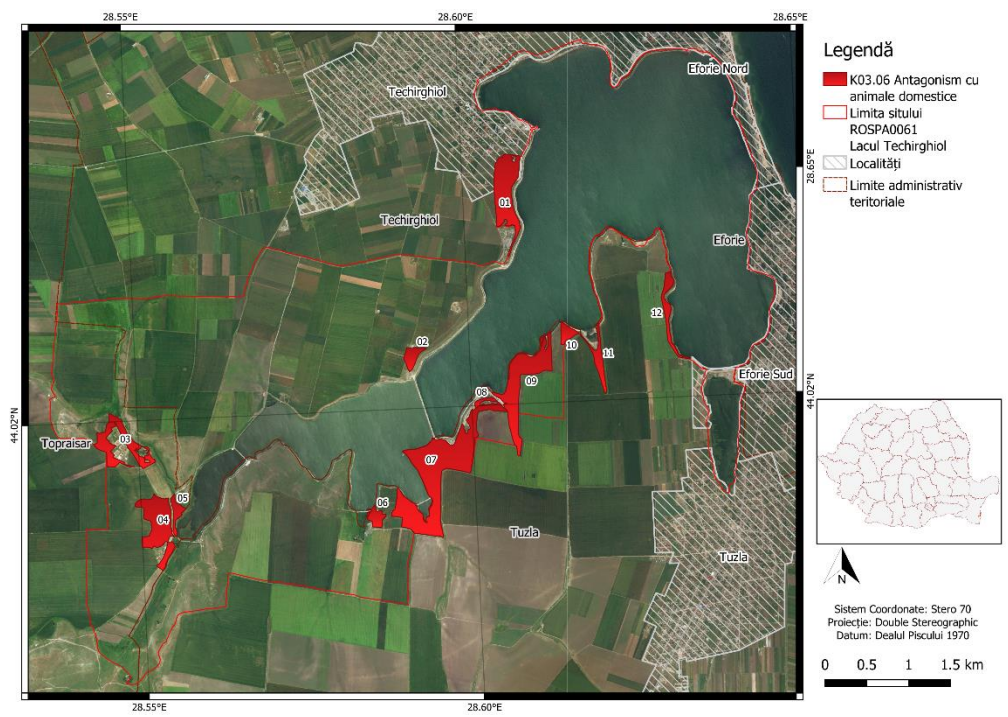 28.55°E
28.60°E
28.65°E
Legendă
K03.06 Antagonism cu
animale domestice
Limita sitului
ROSPA0061
Lacul Techirghiol
Localități
Limite administrativ
teritoriale
Eforie Nord
Techirghiol
28.65°E
01
Techirghiol
Eforie
12
02
10
11
Eforie Sud
09
08
44.02°N
44.02°N
03
Topraisar
07
05
06
04
Tuzla
Tuzla
N
Sistem Coordonate: Stero 70
Proiecție: Double Stereographic
Datum: Dealul Piscului 1970
0 0.5 1 1.5 km
28.55°E
28.60°E